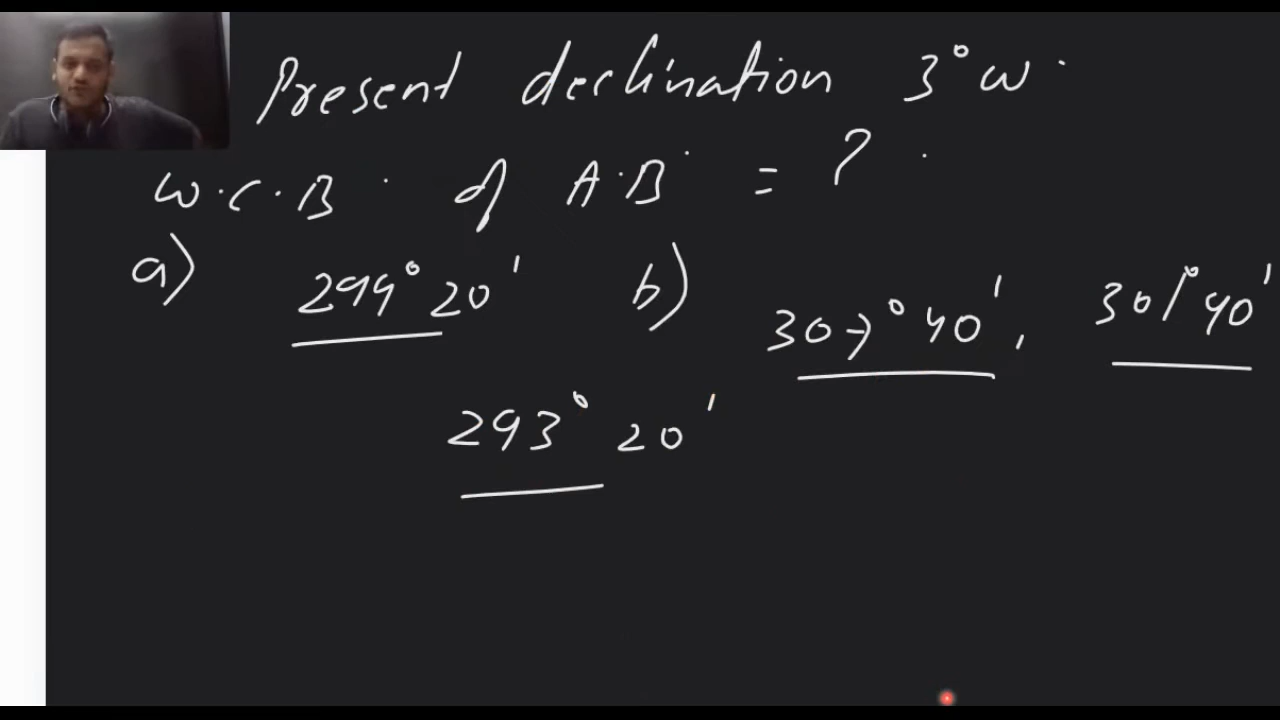 Present declination 3° W.
W.C.B. of A.B = ?
a) 299° 20' b) 307° 40', 301° 40'
293° 20'